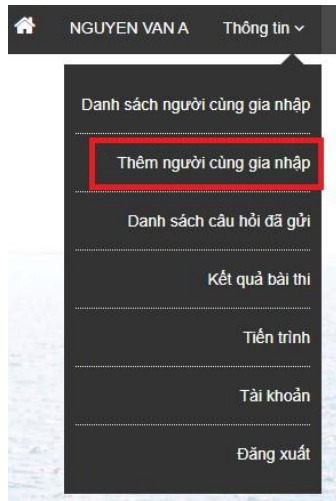 NGUYEN VAN A Thông tin
Danh sách người cùng gia nhập
Thêm người cùng gia nhập
Danh sách câu hỏi đã gửi
Kết quả bài thi
Tiến trình
Tài khoản
Đăng xuất